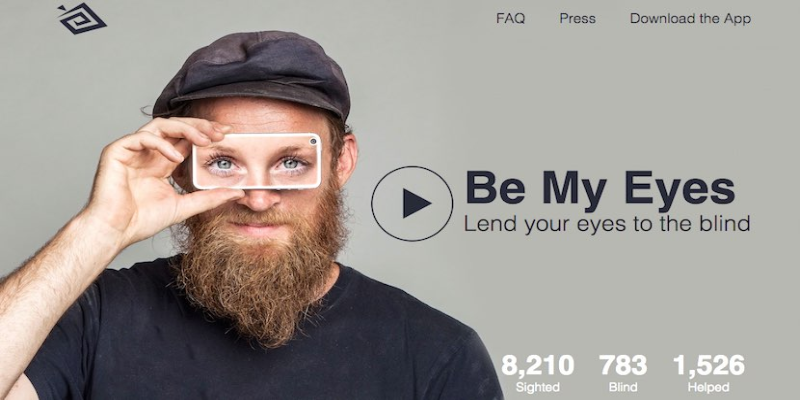 FAQ Press Download the App
Be My Eyes
Lend your eyes to the blind
8,210 783 1,526
Sighted Blind Helped